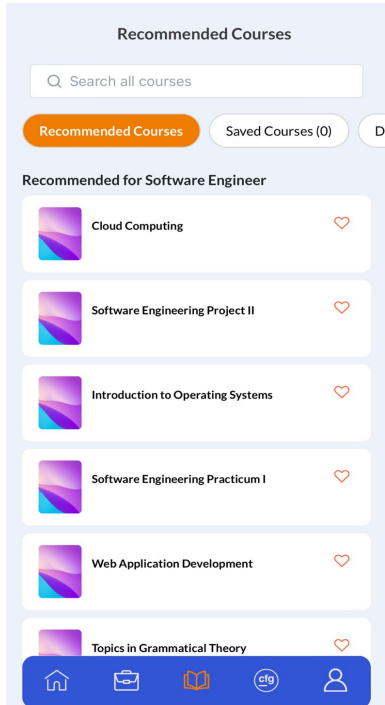 Recommended Courses
Search all courses
Recommended Courses
Saved Courses (0)
D
Recommended for Software Engineer
Cloud Computing
Software Engineering Project II
Introduction to Operating Systems
Software Engineering Practicum I
Web Application Development
Topics in Grammatical Theory
cfg